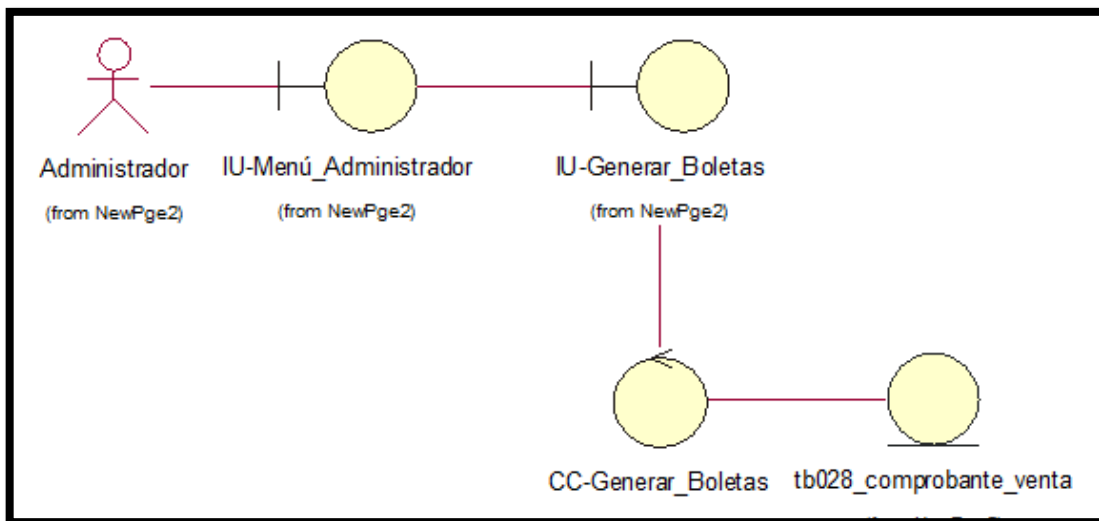 Administrador
(from NewPge2)
IU-Menú_Administrador
(from NewPge2)
IU-Generar_Boletas
(from NewPge2)
CC-Generar_Boletas
tb028_comprobante_venta